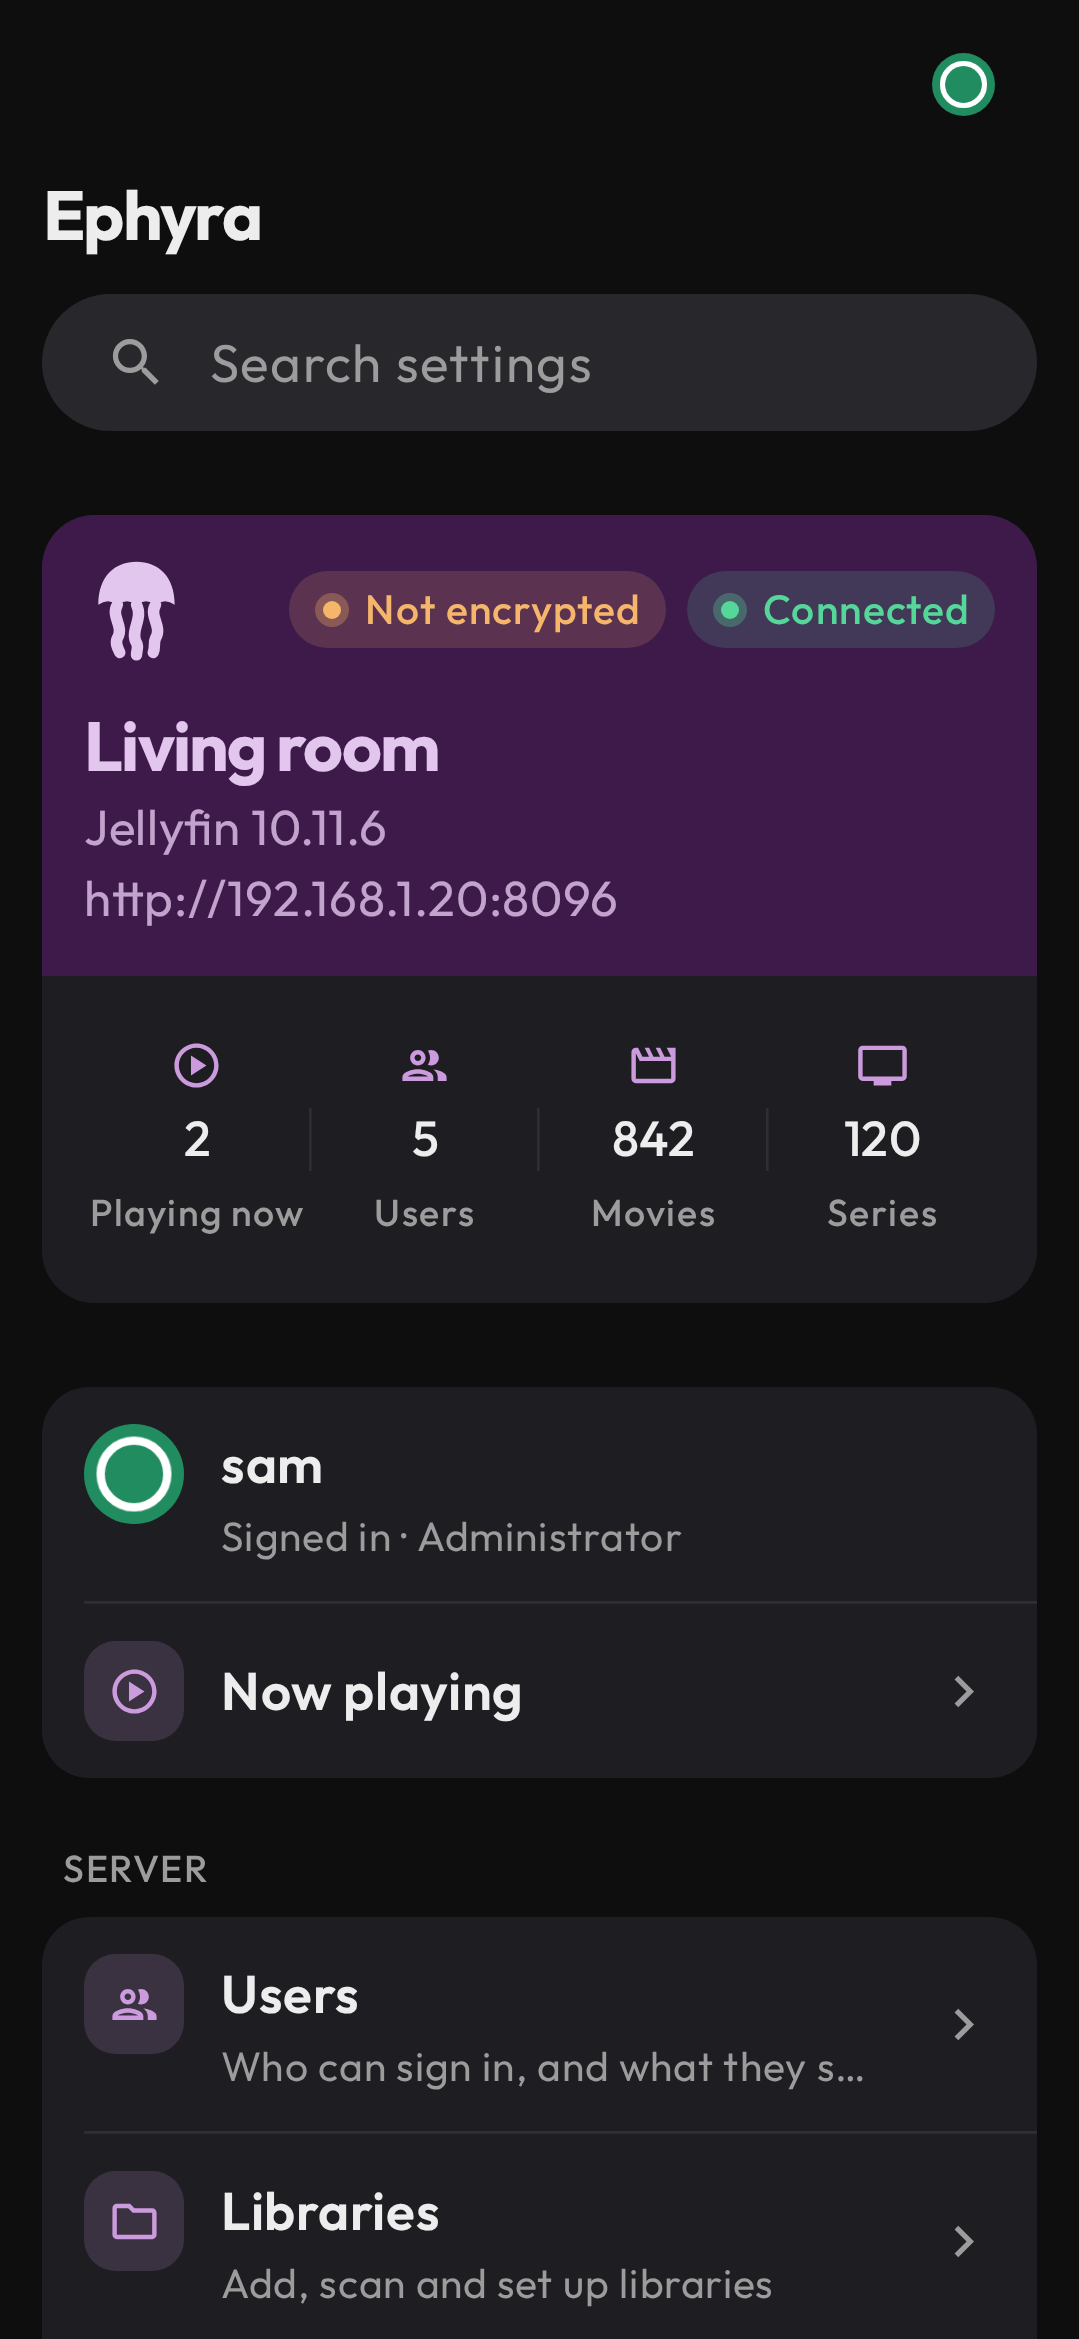 Ephyra
Search settings
Not encrypted
Connected
Living room
Jellyfin 10.11.6
http://192.168.1.20:8096
2
5
842
120
Playing now
Users
Movies
Series
sam
Signed in · Administrator
Now playing
SERVER
Users
Who can sign in, and what they s...
Libraries
Add, scan and set up libraries